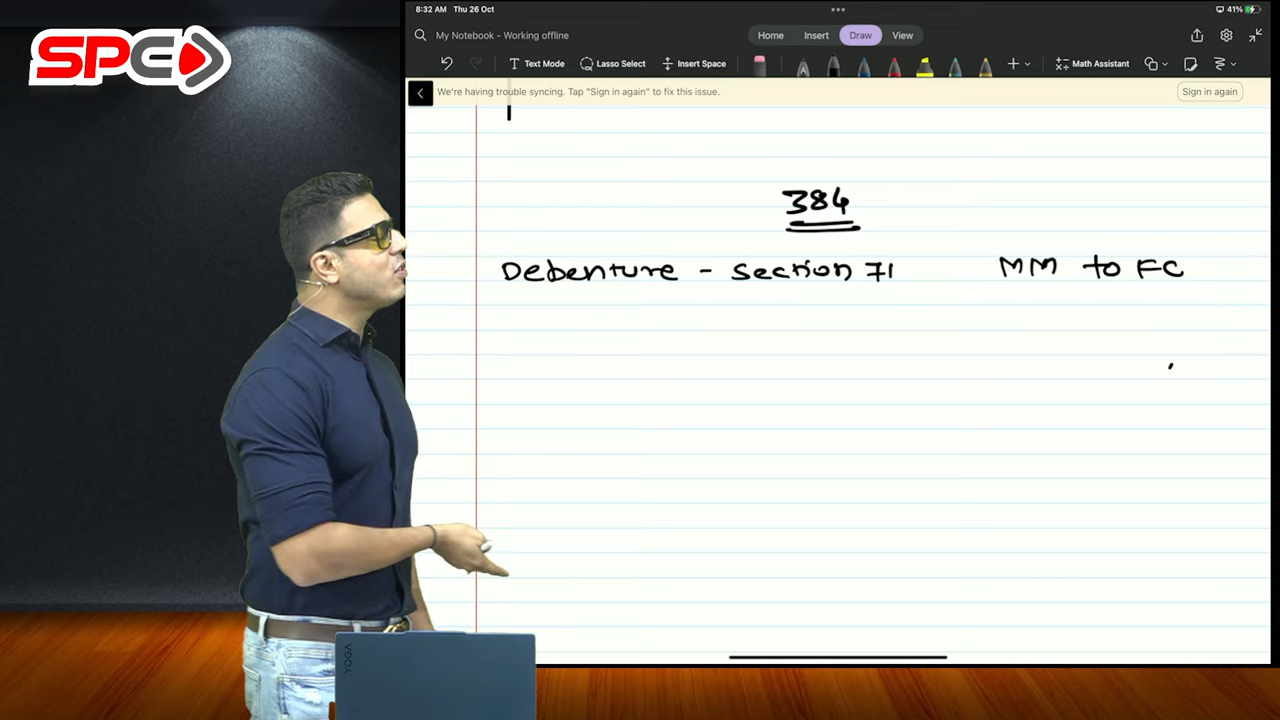 SPC
8:32 AM Thu 26 Oct
41%
My Notebook - Working offline
Home Insert Draw View
Text Mode Lasso Select Insert Space Math Assistant
We're having trouble syncing. Tap "Sign in again" to fix this issue.
Sign in again
384
Debenture - Section 71 MM to FC
YOGA